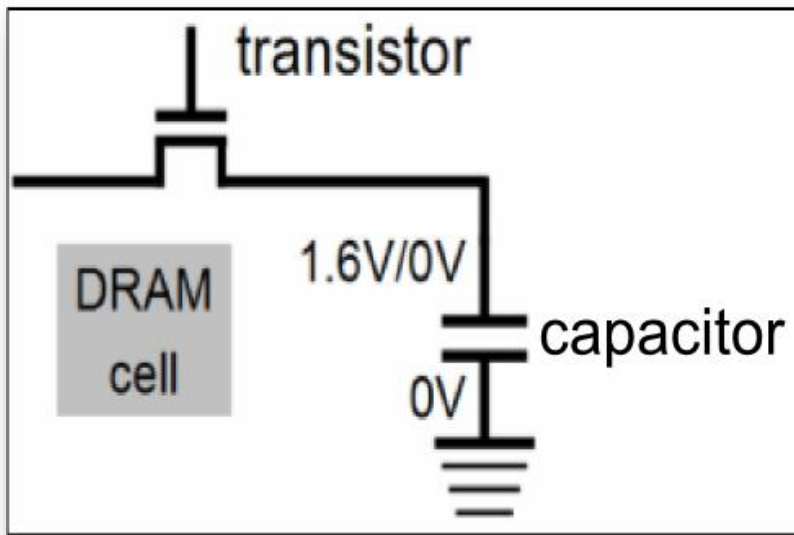 transistor
1.6V/0V
DRAM
cell
capacitor
0V